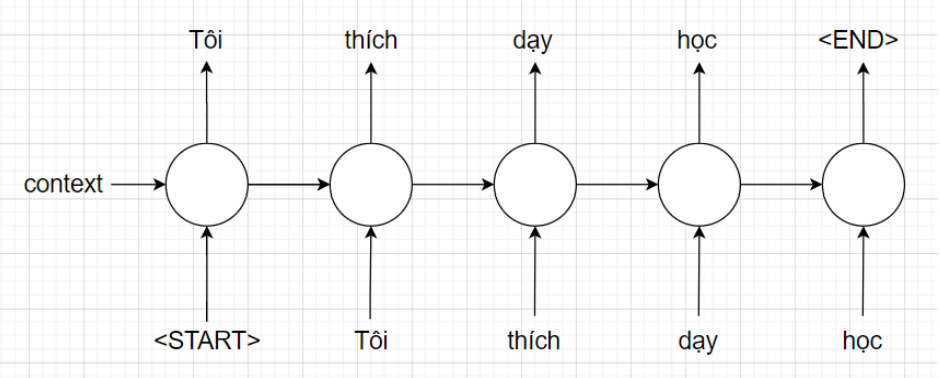 Tôi thích dạy học <END>
context
<START> Tôi thích dạy học